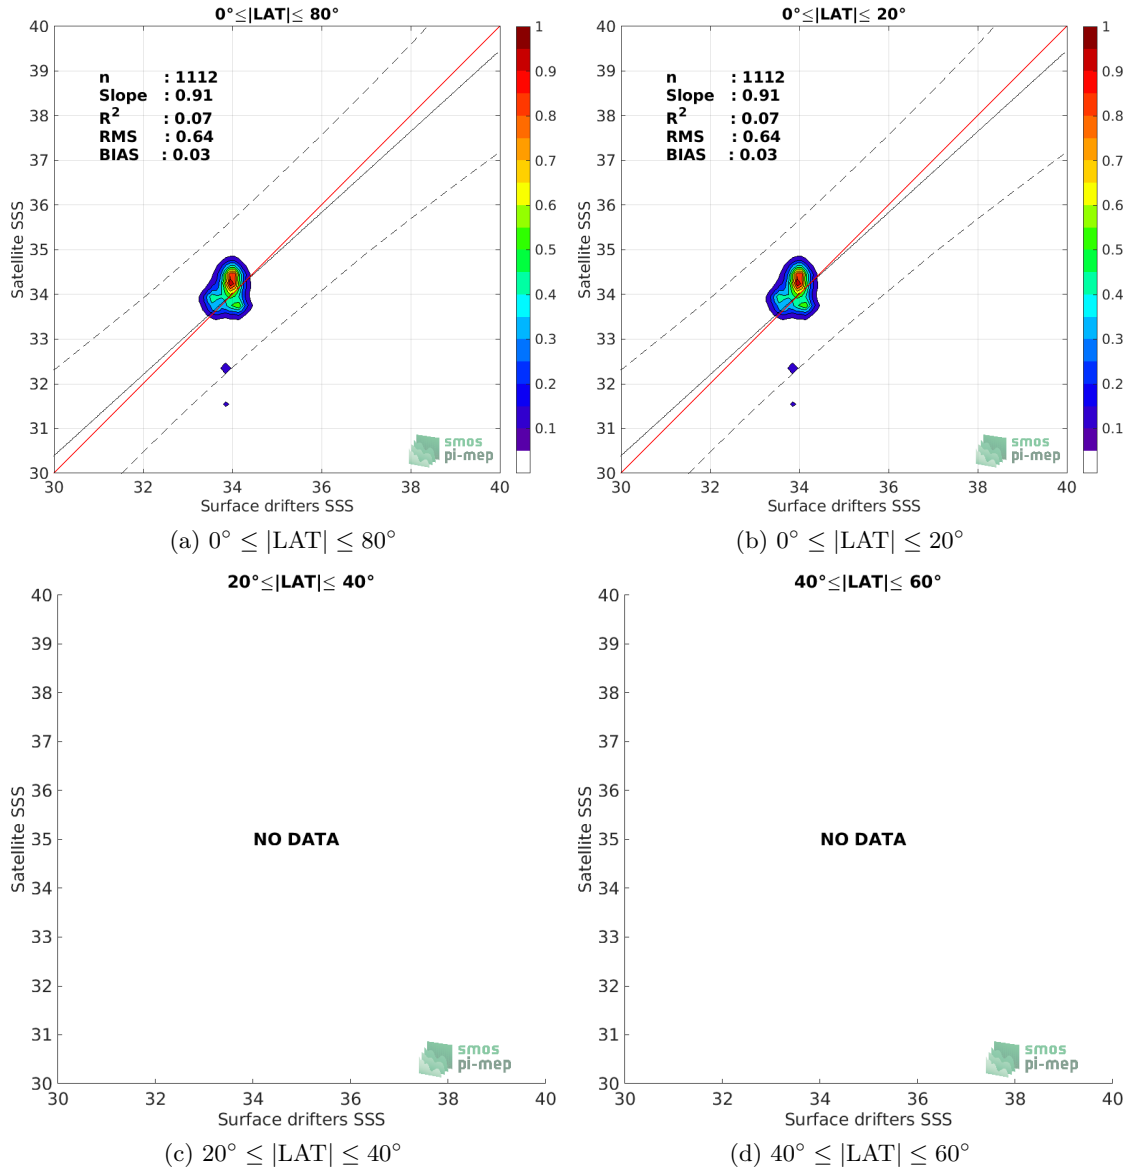 0°≤|LAT|≤ 80°
40
39
38
37
36
35
34
33
32
31
30
Satellite SSS
n : 1112
Slope : 0.91
R² : 0.07
RMS : 0.64
BIAS : 0.03
1
0.9
0.8
0.7
0.6
0.5
0.4
0.3
0.2
0.1
smos
pi-mep
30 32 34 36 38 40
Surface drifters SSS
(a) 0° ≤ |LAT| ≤ 80°
0°≤|LAT|≤ 20°
40
39
38
37
36
35
34
33
32
31
30
Satellite SSS
n : 1112
Slope : 0.91
R² : 0.07
RMS : 0.64
BIAS : 0.03
1
0.9
0.8
0.7
0.6
0.5
0.4
0.3
0.2
0.1
smos
pi-mep
30 32 34 36 38 40
Surface drifters SSS
(b) 0° ≤ |LAT| ≤ 20°
20°≤|LAT|≤ 40°
40
39
38
37
36
35
34
33
32
31
30
Satellite SSS
NO DATA
smos
pi-mep
30 32 34 36 38 40
Surface drifters SSS
(c) 20° ≤ |LAT| ≤ 40°
40°≤|LAT|≤ 60°
40
39
38
37
36
35
34
33
32
31
30
Satellite SSS
NO DATA
smos
pi-mep
30 32 34 36 38 40
Surface drifters SSS
(d) 40° ≤ |LAT| ≤ 60°